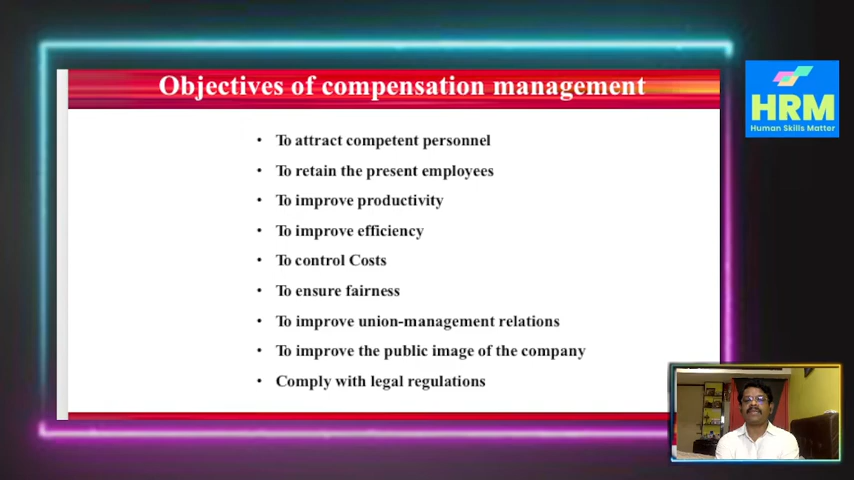 Objectives of compensation management
HRM
Human Skills Matter
• To attract competent personnel
• To retain the present employees
• To improve productivity
• To improve efficiency
• To control Costs
• To ensure fairness
• To improve union-management relations
• To improve the public image of the company
• Comply with legal regulations